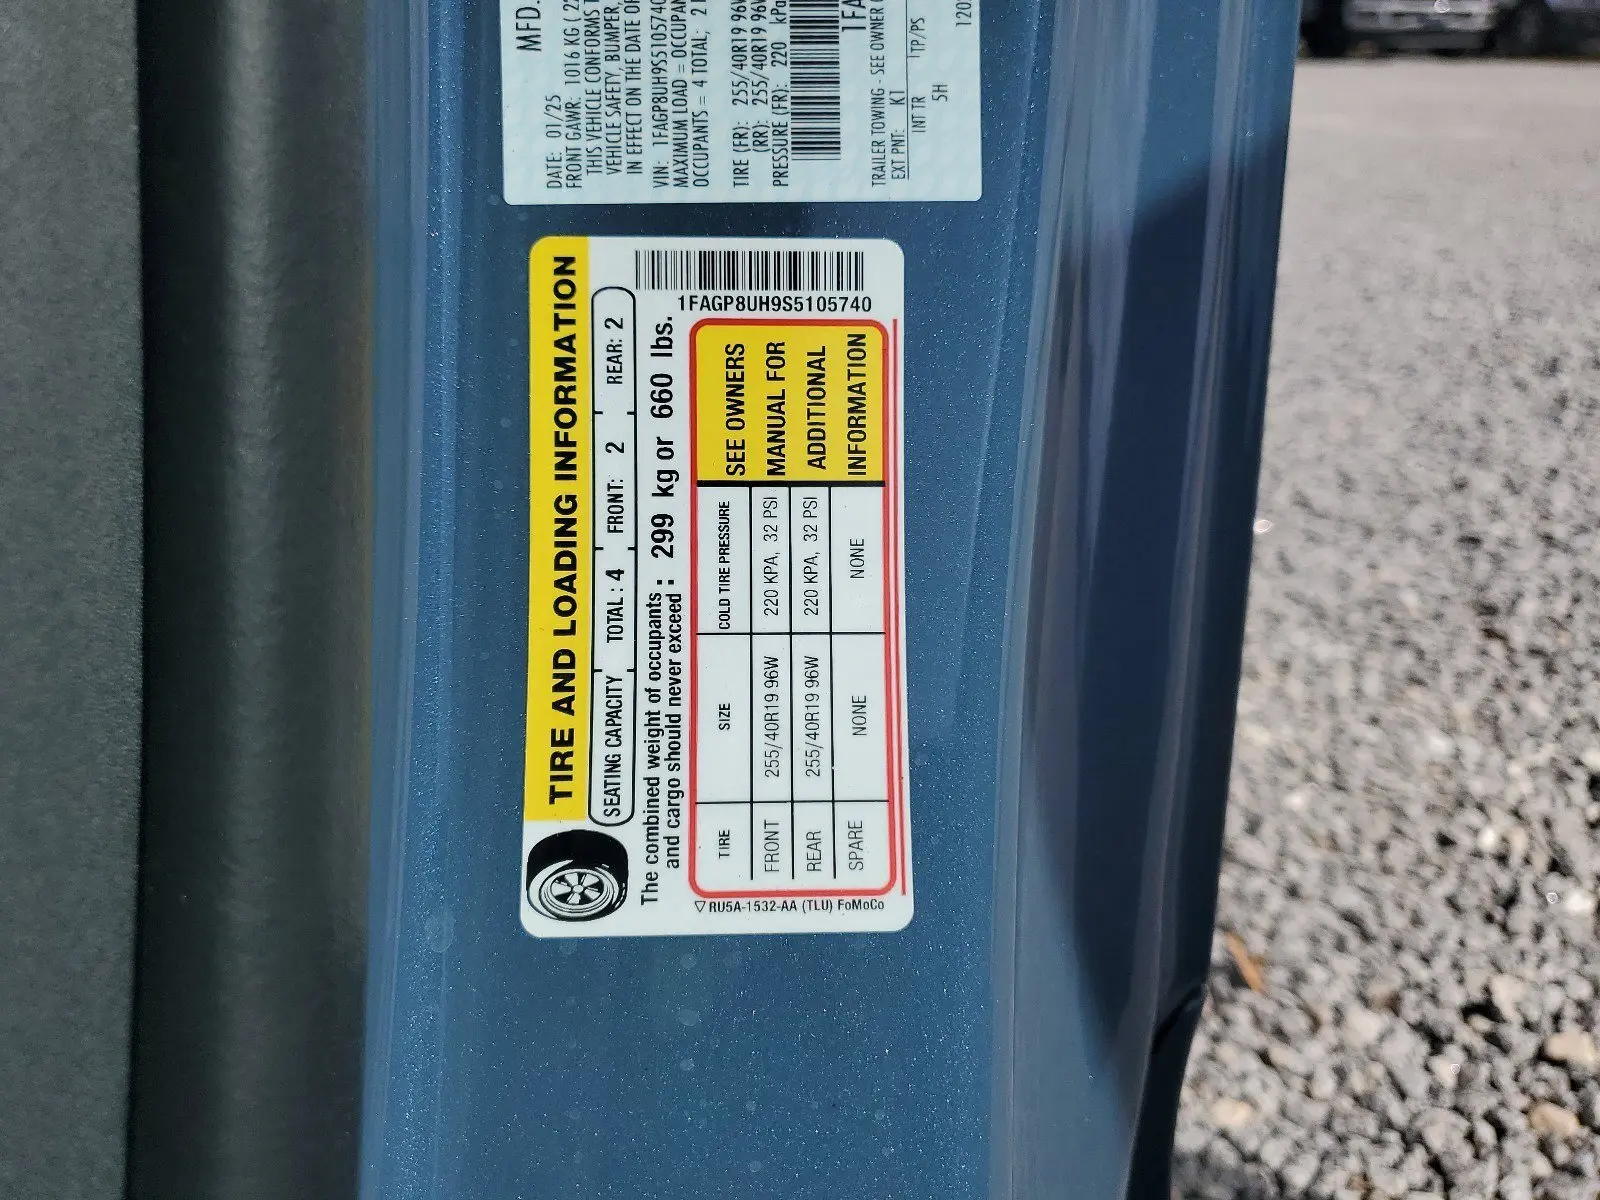 MFD.
DATE: 01/25
FRONT GAWR: 1016 KG
THIS VEHICLE CONFORMS
VEHICLE SAFETY, BUMPER,
IN EFFECT ON THE DATE OF
VIN: 1FAGP8UH9S5105740
MAXIMUM LOAD = OCCUPAN
OCCUPANTS = 4 TOTAL; 2
TIRE (FR): 255/40R19 96W
(RR): 255/40R19 96W
PRESSURE (FR): 220 kPa
1FA
TRAILER TOWING - SEE OWNER
EXT PNT: K1
INT TR TP/PS
5H
TIRE AND LOADING INFORMATION
SEATING CAPACITY TOTAL : 4 FRONT: 2 REAR: 2
The combined weight of occupants : 299 kg or 660 lbs.
and cargo should never exceed :
1FAGP8UH9S5105740
TIRE SIZE COLD TIRE PRESSURE
FRONT 255/40R19 96W 220 KPA, 32 PSI
REAR 255/40R19 96W 220 KPA, 32 PSI
SPARE NONE NONE
SEE OWNERS
MANUAL FOR
ADDITIONAL
INFORMATION
▽ RU5A-1532-AA (TLU) FoMoCo